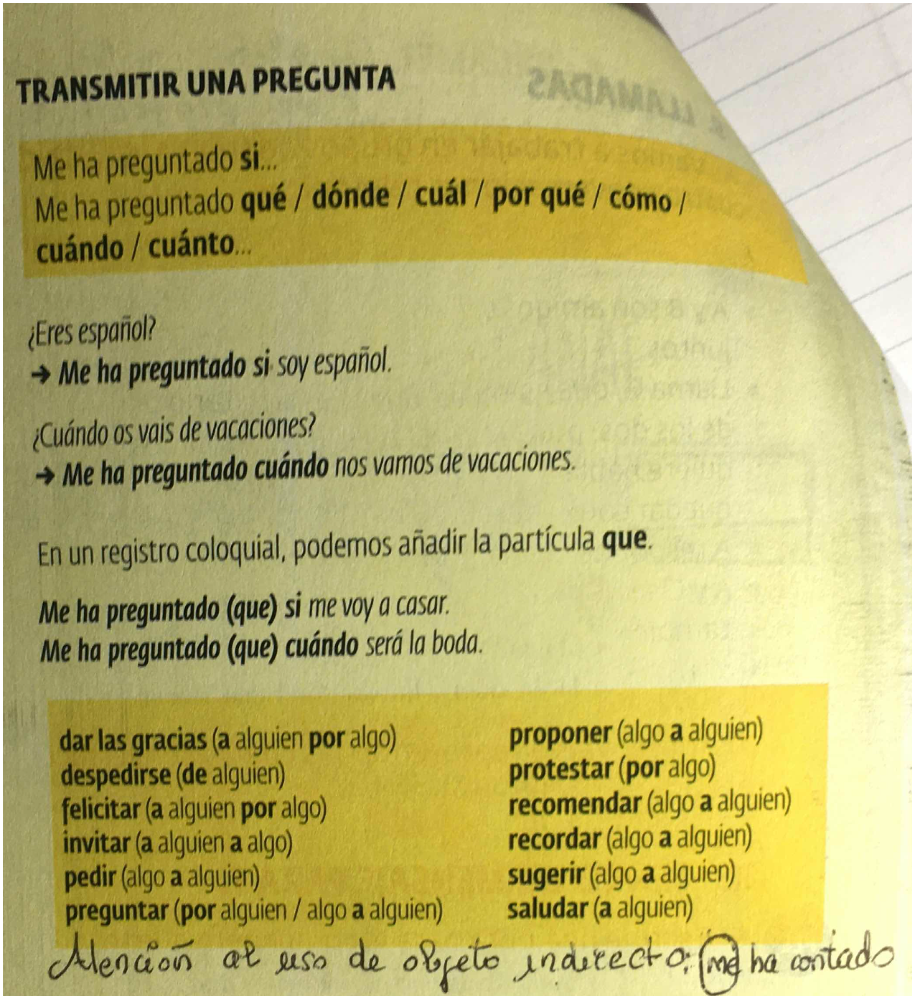 TRANSMITIR UNA PREGUNTA
Me ha preguntado si...
Me ha preguntado qué / dónde / cuál / por qué / cómo /
cuándo / cuánto...
¿Eres español?
→ Me ha preguntado si soy español.
¿Cuándo os vais de vacaciones?
→ Me ha preguntado cuándo nos vamos de vacaciones.
En un registro coloquial, podemos añadir la partícula que.
Me ha preguntado (que) si me voy a casar.
Me ha preguntado (que) cuándo será la boda.
dar las gracias (a alguien por algo)
despedirse (de alguien)
felicitar (a alguien por algo)
invitar (a alguien a algo)
pedir (algo a alguien)
preguntar (por alguien / algo a alguien)
proponer (algo a alguien)
protestar (por algo)
recomendar (algo a alguien)
recordar (algo a alguien)
sugerir (algo a alguien)
saludar (a alguien)
Atención al uso de objeto indirecto: me ha contado